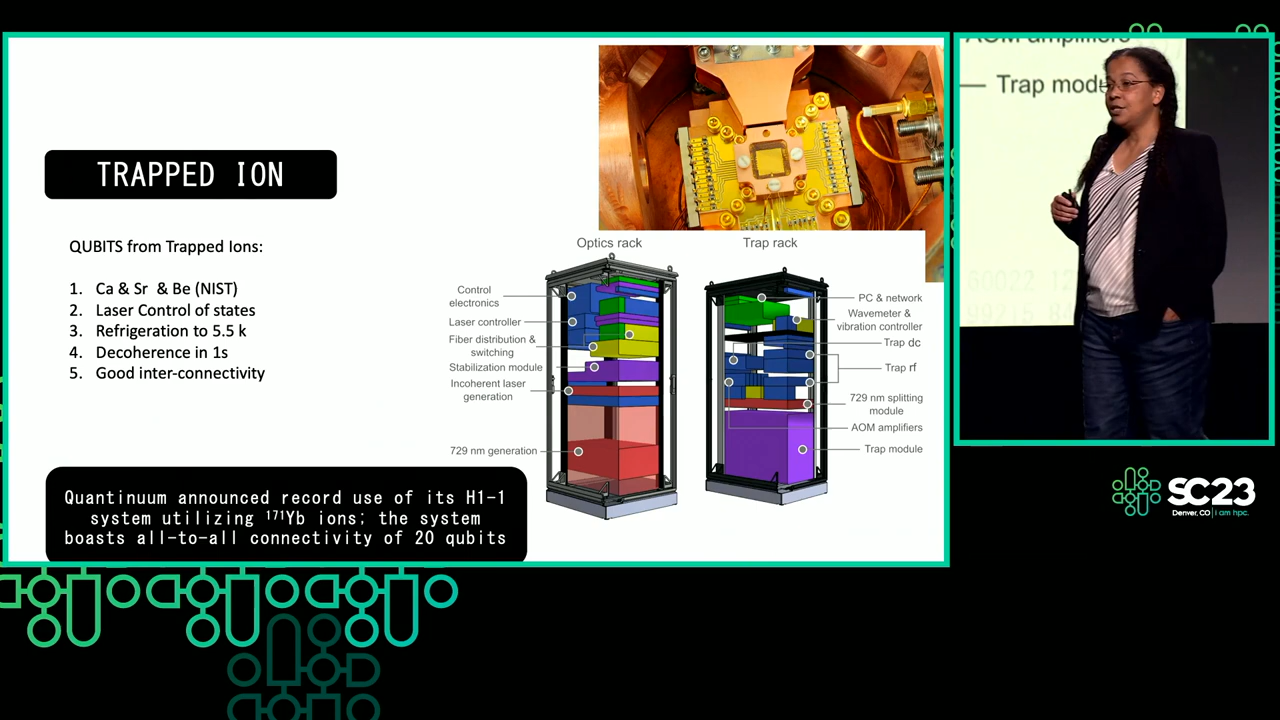 TRAPPED ION
QUBITS from Trapped Ions:
1. Ca & Sr & Be (NIST)
2. Laser Control of states
3. Refrigeration to 5.5 k
4. Decoherence in 1s
5. Good inter-connectivity
Quantinuum announced record use of its H1-1
system utilizing ¹⁷¹Yb ions; the system
boasts all-to-all connectivity of 20 qubits
Optics rack
Control
electronics
Laser controller
Fiber distribution &
switching
Stabilization module
Incoherent laser
generation
729 nm generation
Trap rack
PC & network
Wavemeter &
vibration controller
Trap dc
Trap rf
729 nm splitting
module
AOM amplifiers
Trap module
AOM amplifiers
Trap modu
SC23
Denver, CO | i am hpc.